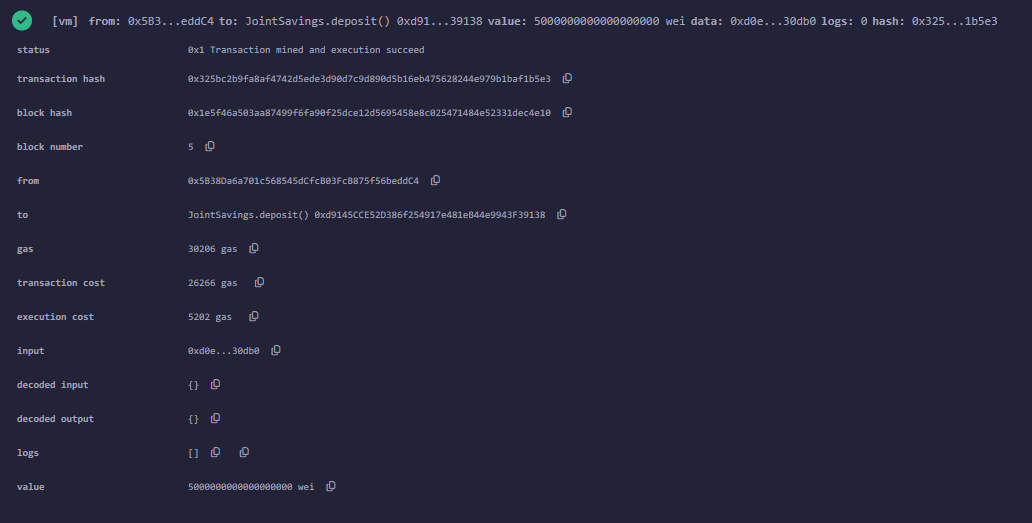 [vm] from: 0x5B3...eddC4 to: JointSavings.deposit() 0xd91...39138 value: 5000000000000000000 wei data: 0xd0e...30db0 logs: 0 hash: 0x325...1b5e3
status 0x1 Transaction mined and execution succeed
transaction hash 0x325bc2b9fa8af4742d5ede3d90d7c9d890d5b16eb475628244e979b1baf1b5e3
block hash 0x1e5f46a503aa87499f6fa90f25dce12d5695458e8c025471484e52331dec4e10
block number 5
from 0x5B38Da6a701c568545dCfcB03FcB875f56beddC4
to JointSavings.deposit() 0xd9145CCE52D386f254917e481eB44e9943F39138
gas 30206 gas
transaction cost 26266 gas
execution cost 5202 gas
input 0xd0e...30db0
decoded input {}
decoded output {}
logs []
value 5000000000000000000 wei